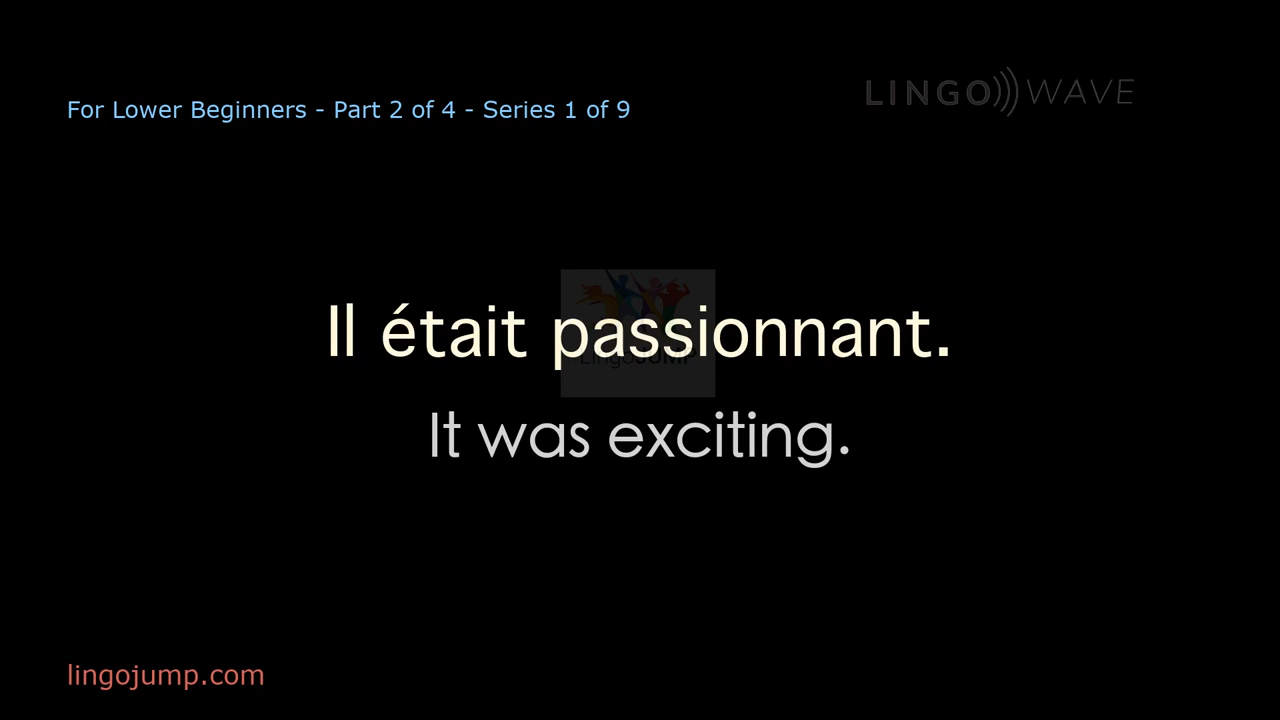 For Lower Beginners - Part 2 of 4 - Series 1 of 9
LINGO WAVE
Il était passionnant.
LingoJUMP
It was exciting.
lingojump.com